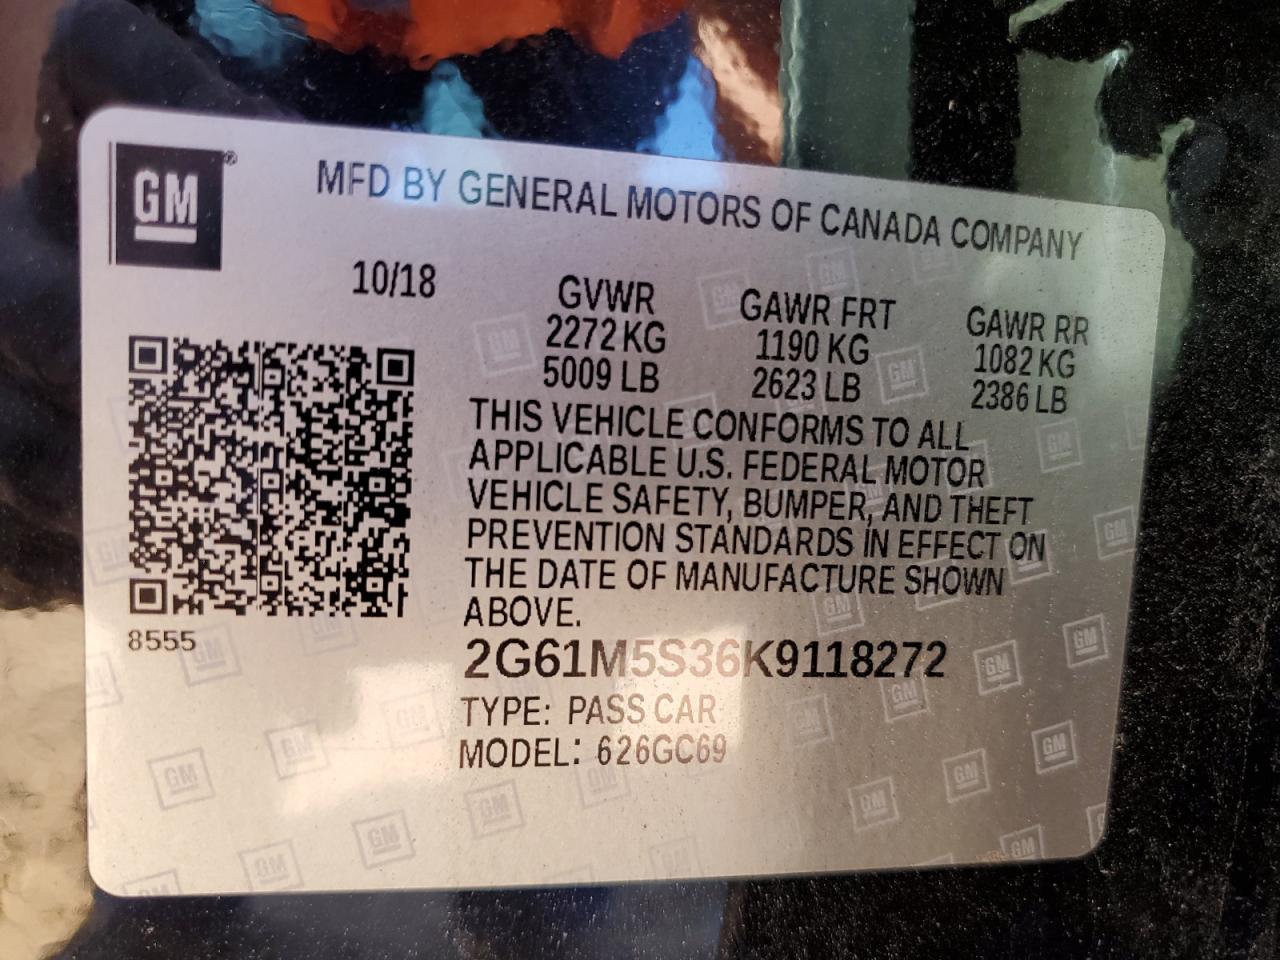 GM®
MFD BY GENERAL MOTORS OF CANADA COMPANY
10/18
GVWR
2272 KG
5009 LB
GAWR FRT
1190 KG
2623 LB
GAWR RR
1082 KG
2386 LB
THIS VEHICLE CONFORMS TO ALL
APPLICABLE U.S. FEDERAL MOTOR
VEHICLE SAFETY, BUMPER, AND THEFT
PREVENTION STANDARDS IN EFFECT ON
THE DATE OF MANUFACTURE SHOWN
ABOVE.
8555
2G61M5S36K9118272
TYPE: PASS CAR
MODEL: 626GC69